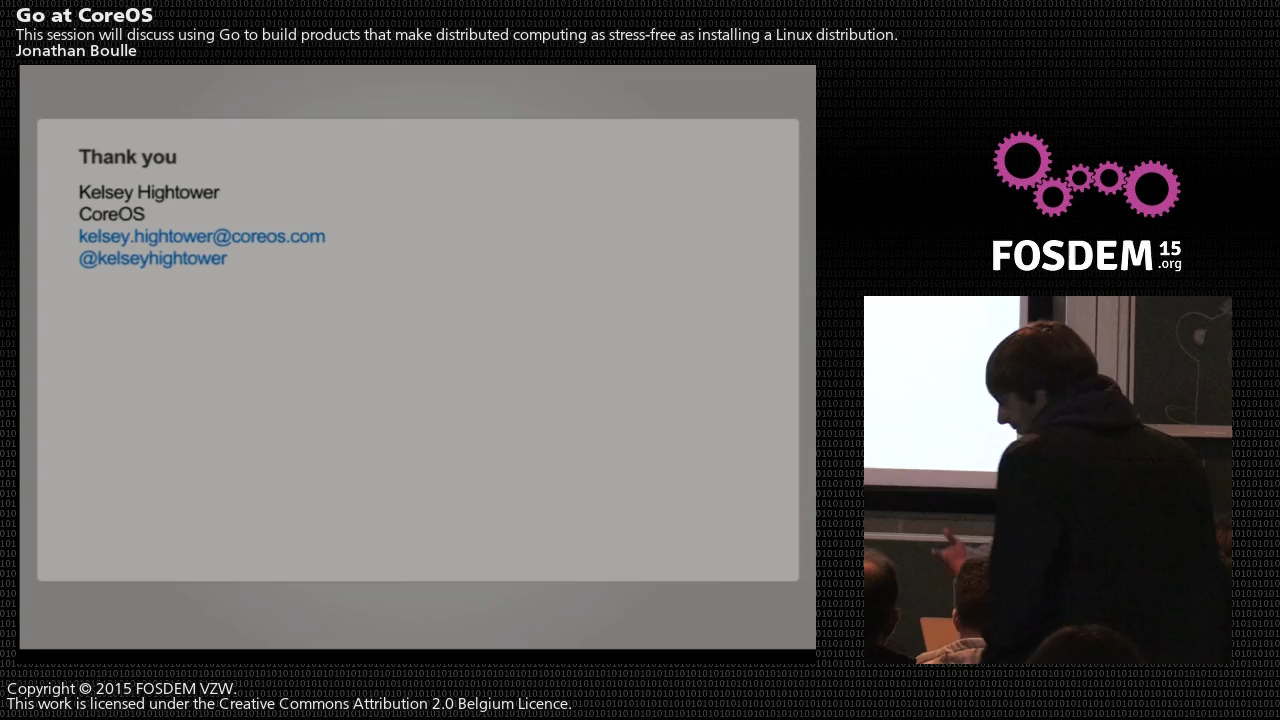 Go at CoreOS
This session will discuss using Go to build products that make distributed computing as stress-free as installing a Linux distribution.
Jonathan Boulle
Thank you
Kelsey Hightower
CoreOS
kelsey.hightower@coreos.com
@kelseyhightower
FOSDEM 15
.org
Copyright © 2015 FOSDEM VZW.
This work is licensed under the Creative Commons Attribution 2.0 Belgium Licence.